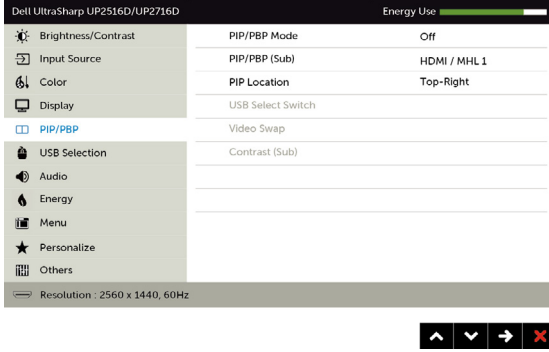 Dell UltraSharp UP2516D/UP2716D Energy Use
Brightness/Contrast
Input Source
Color
Display
PIP/PBP
USB Selection
Audio
Energy
Menu
Personalize
Others
PIP/PBP Mode Off
PIP/PBP (Sub) HDMI / MHL 1
PIP Location Top-Right
USB Select Switch
Video Swap
Contrast (Sub)
Resolution : 2560 x 1440, 60Hz